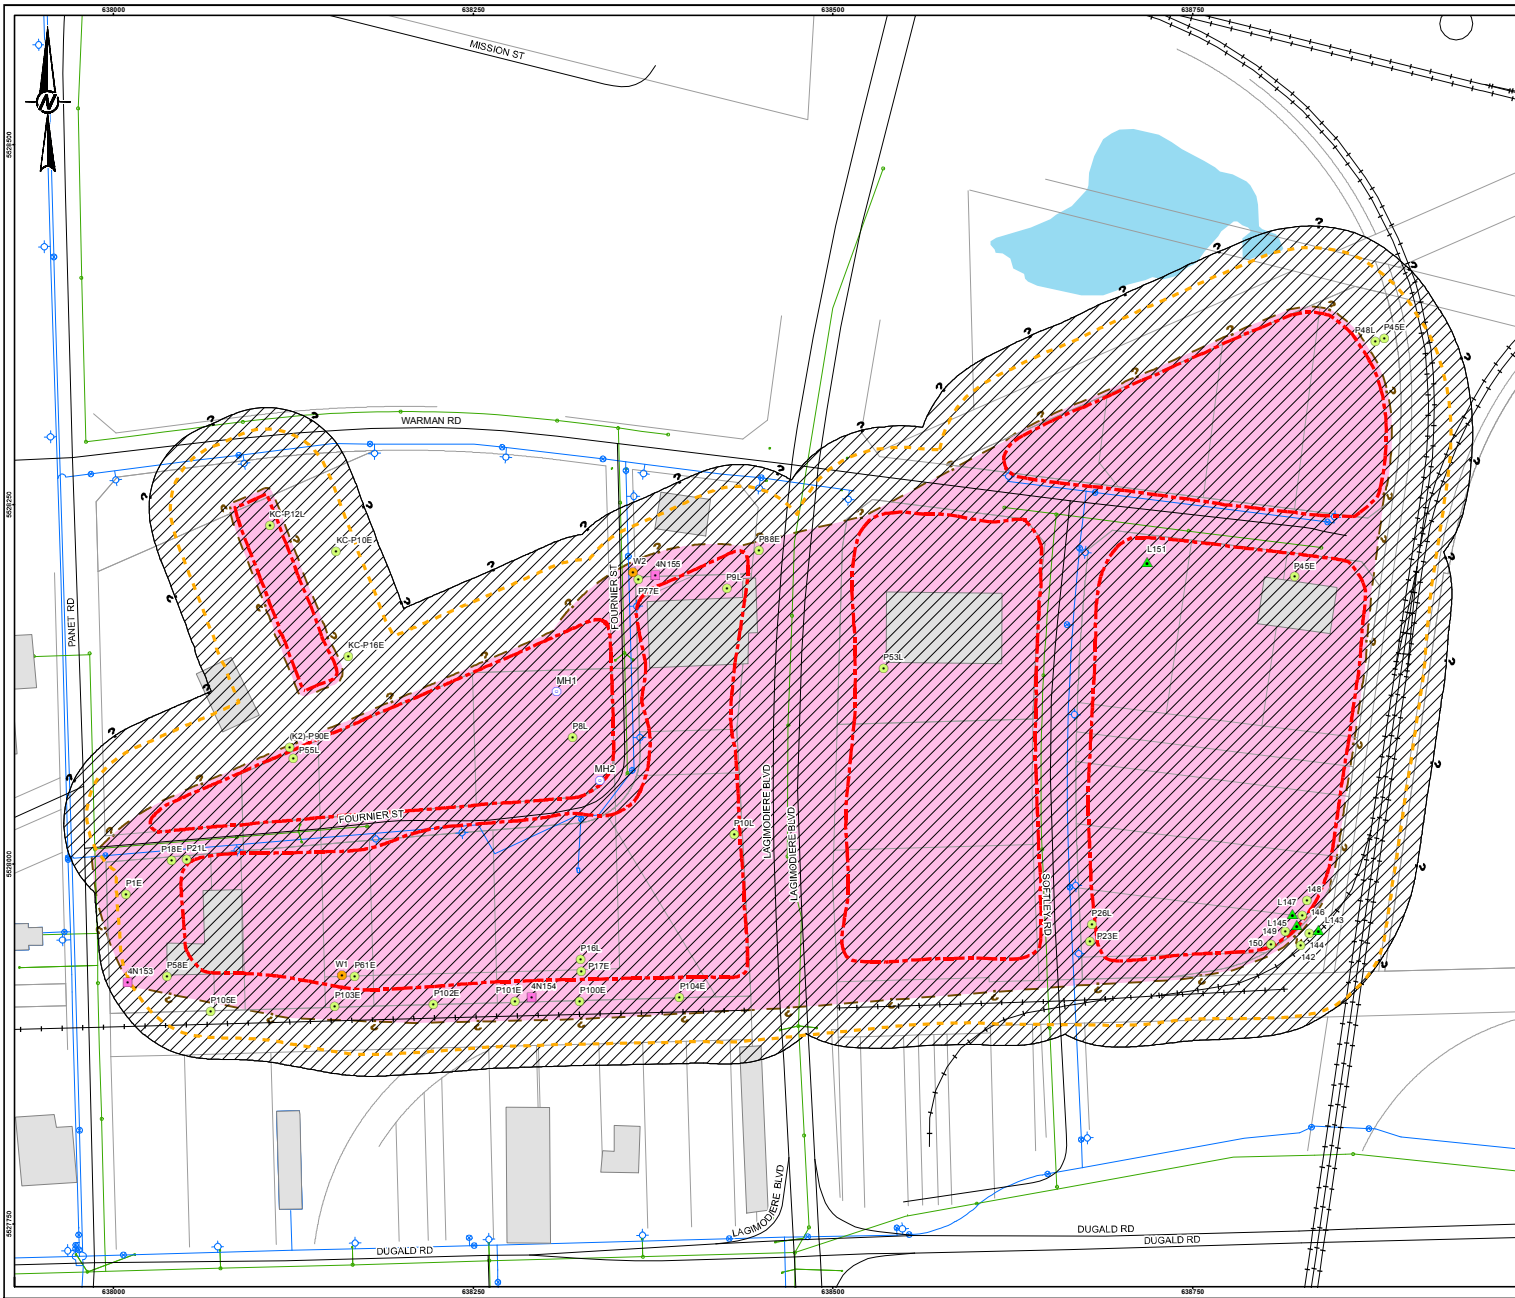 638000
638250
638500
638750
MISSION ST
N
5528500
?
?
?
?
?
P48L
P45E
?
?
?
?
?
?
WARMAN RD
?
?
?
?
?
5528250
KC-P12L
?
?
KC-P10E
P68E
L151
W2
4N155
P45E
P77E
P9L
FOURNIER ST
PANET RD
KC-P16E
P53L
MH1
(K2)-P90E
P8L
P55L
MH2
LAGIMODIERE BLVD
LAGIMODIERE BLVD
FOURNIER ST
P10L
5528000
P18E
P21L
P1E
SOFTLEY RD
148
L147
146
P26L
L145
L143
149
P23E
150
144
142
P16L
4N153
P58E
W1
P61E
P17E
P105E
P103E
P102E
P101E
4N154
P100E
P104E
LAGIMODIERE BLVD
5527750
DUGALD RD
DUGALD RD
DUGALD RD
638000
638250
638500
638750